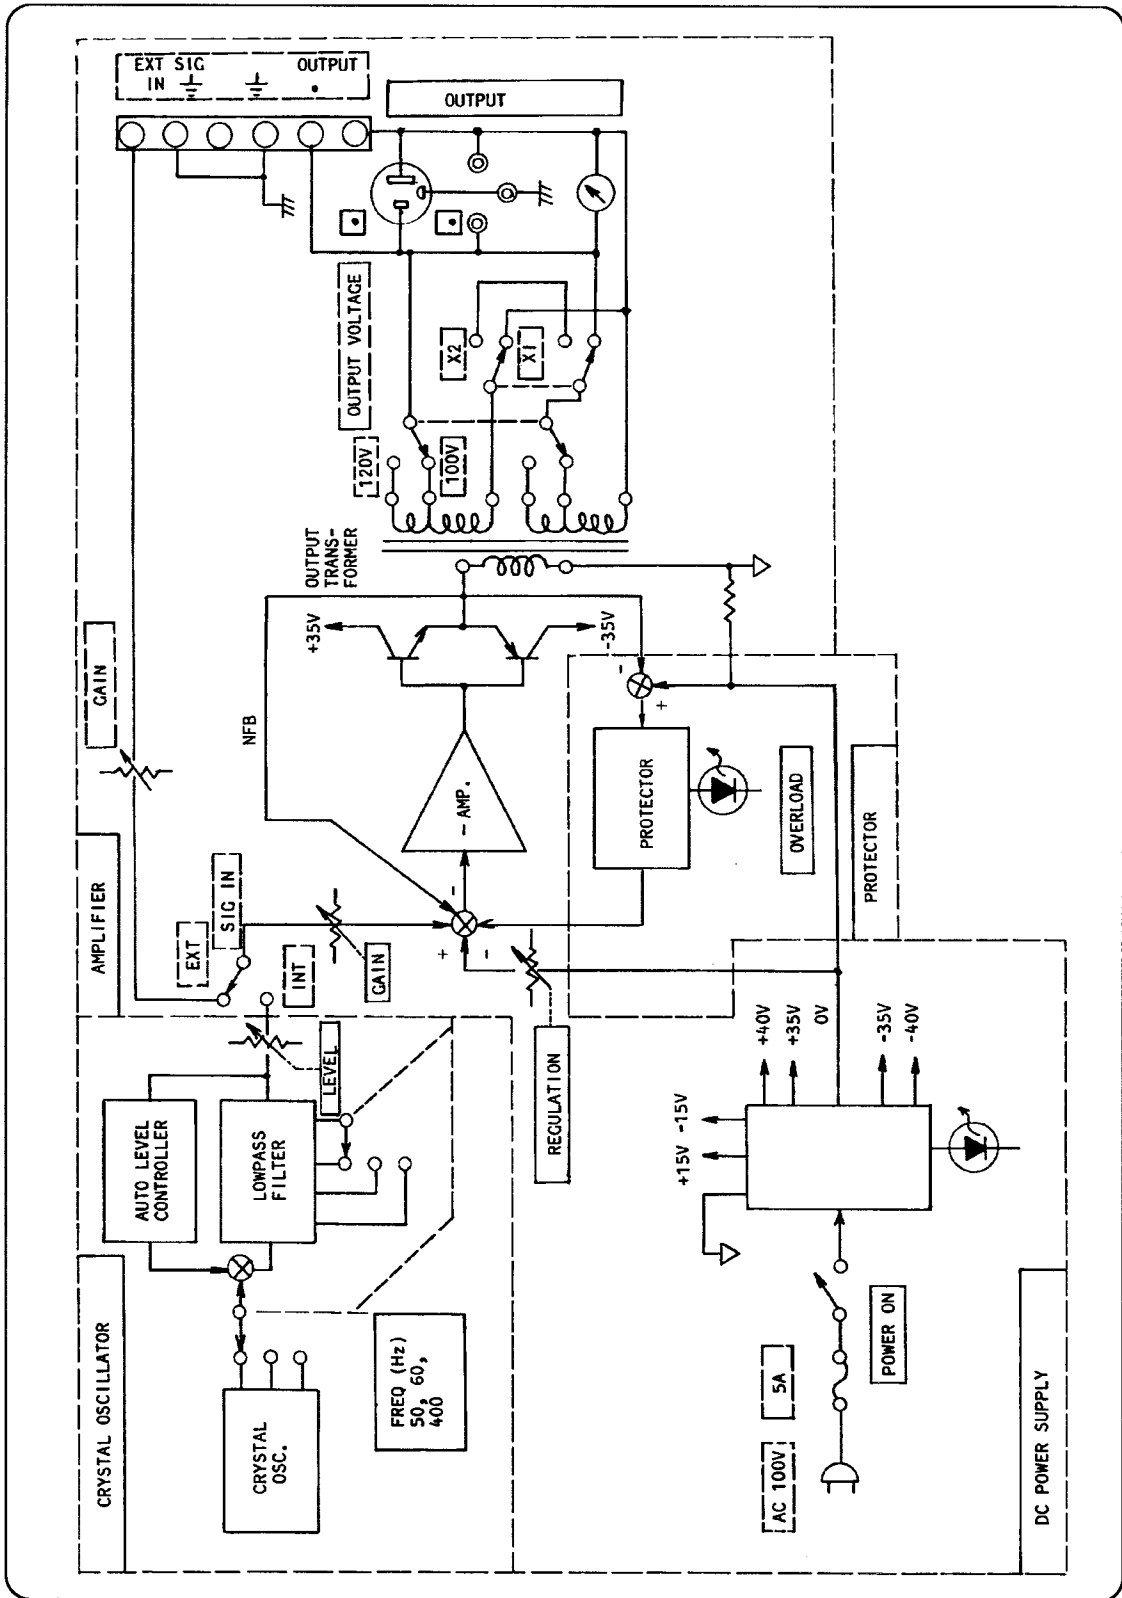 CRYSTAL OSCILLATOR
CRYSTAL
OSC.
FREQ (Hz)
50, 60,
400
AUTO LEVEL
CONTROLLER
LOWPASS
FILTER
LEVEL
AMPLIFIER
EXT
SIG IN
INT
GAIN
GAIN
NFB
+
-
-
- AMP.
+35V
-35V
OUTPUT
TRANS-
FORMER
120V
100V
OUTPUT VOLTAGE
X2
X1
EXT SIG
IN
OUTPUT
OUTPUT
REGULATION
PROTECTOR
-
+
OVERLOAD
PROTECTOR
AC 100V
5A
POWER ON
+15V
-15V
+40V
+35V
0V
-35V
-40V
DC POWER SUPPLY